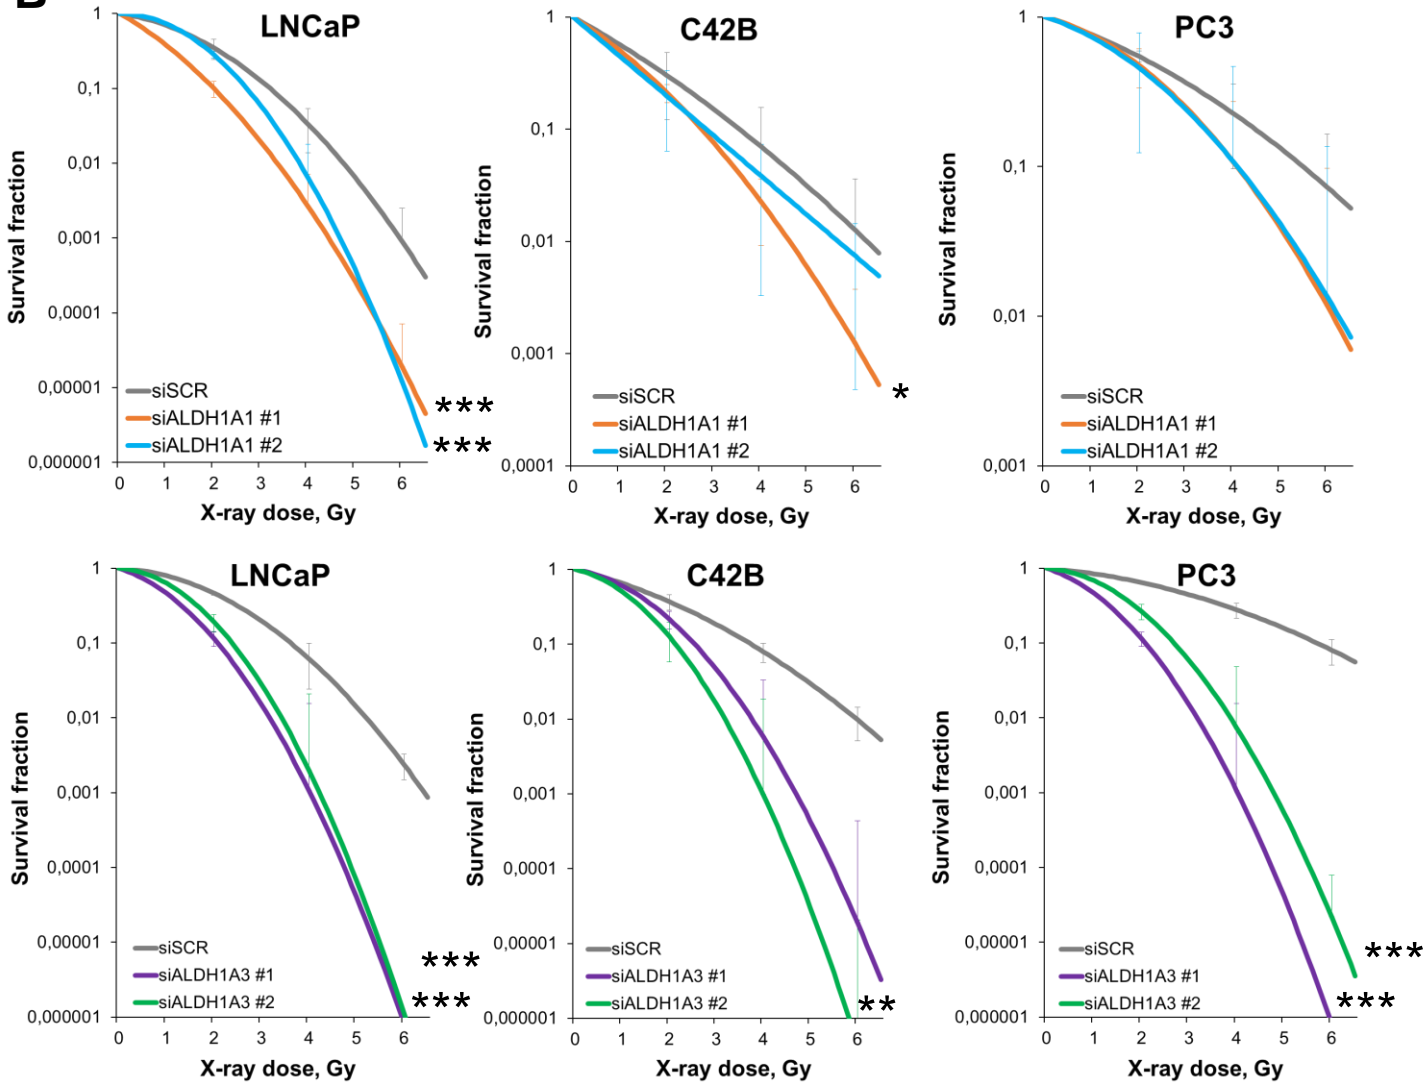 B
LNCaP
Survival fraction
1
0,1
0,01
0,001
0,0001
0,00001
0,000001
siSCR
siALDH1A1 #1
siALDH1A1 #2
***
***
0 1 2 3 4 5 6
X-ray dose, Gy
C42B
Survival fraction
1
0,1
0,01
0,001
0,0001
siSCR
siALDH1A1 #1
siALDH1A1 #2
*
0 1 2 3 4 5 6
X-ray dose, Gy
PC3
Survival fraction
1
0,1
0,01
0,001
siSCR
siALDH1A1 #1
siALDH1A1 #2
0 1 2 3 4 5 6
X-ray dose, Gy
LNCaP
Survival fraction
1
0,1
0,01
0,001
0,0001
0,00001
0,000001
siSCR
siALDH1A3 #1
siALDH1A3 #2
***
***
0 1 2 3 4 5 6
X-ray dose, Gy
C42B
Survival fraction
1
0,1
0,01
0,001
0,0001
0,00001
0,000001
siSCR
siALDH1A3 #1
siALDH1A3 #2
**
0 1 2 3 4 5 6
X-ray dose, Gy
PC3
Survival fraction
1
0,1
0,01
0,001
0,0001
0,00001
0,000001
siSCR
siALDH1A3 #1
siALDH1A3 #2
***
***
0 1 2 3 4 5 6
X-ray dose, Gy